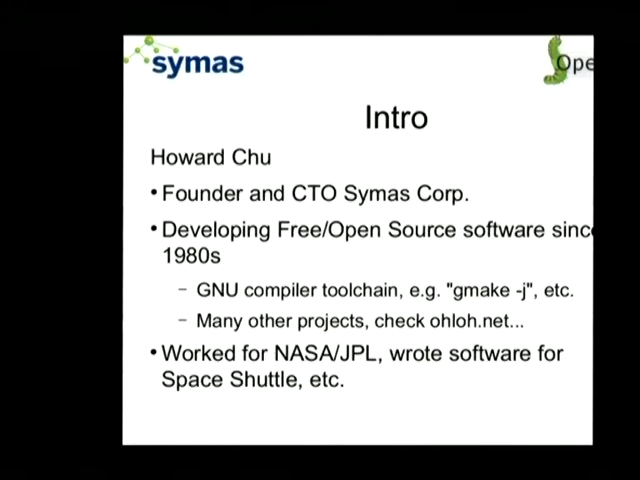 symas
Ope
Intro
Howard Chu
• Founder and CTO Symas Corp.
• Developing Free/Open Source software sinc
1980s
– GNU compiler toolchain, e.g. "gmake -j", etc.
– Many other projects, check ohloh.net...
• Worked for NASA/JPL, wrote software for
Space Shuttle, etc.